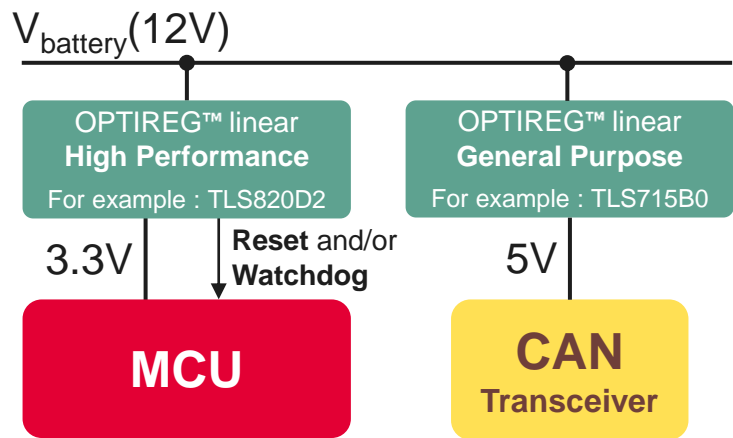 Vbattery(12V)
OPTIREG™ linear
High Performance
For example : TLS820D2
OPTIREG™ linear
General Purpose
For example : TLS715B0
3.3V
Reset and/or
Watchdog
5V
MCU
CAN
Transceiver